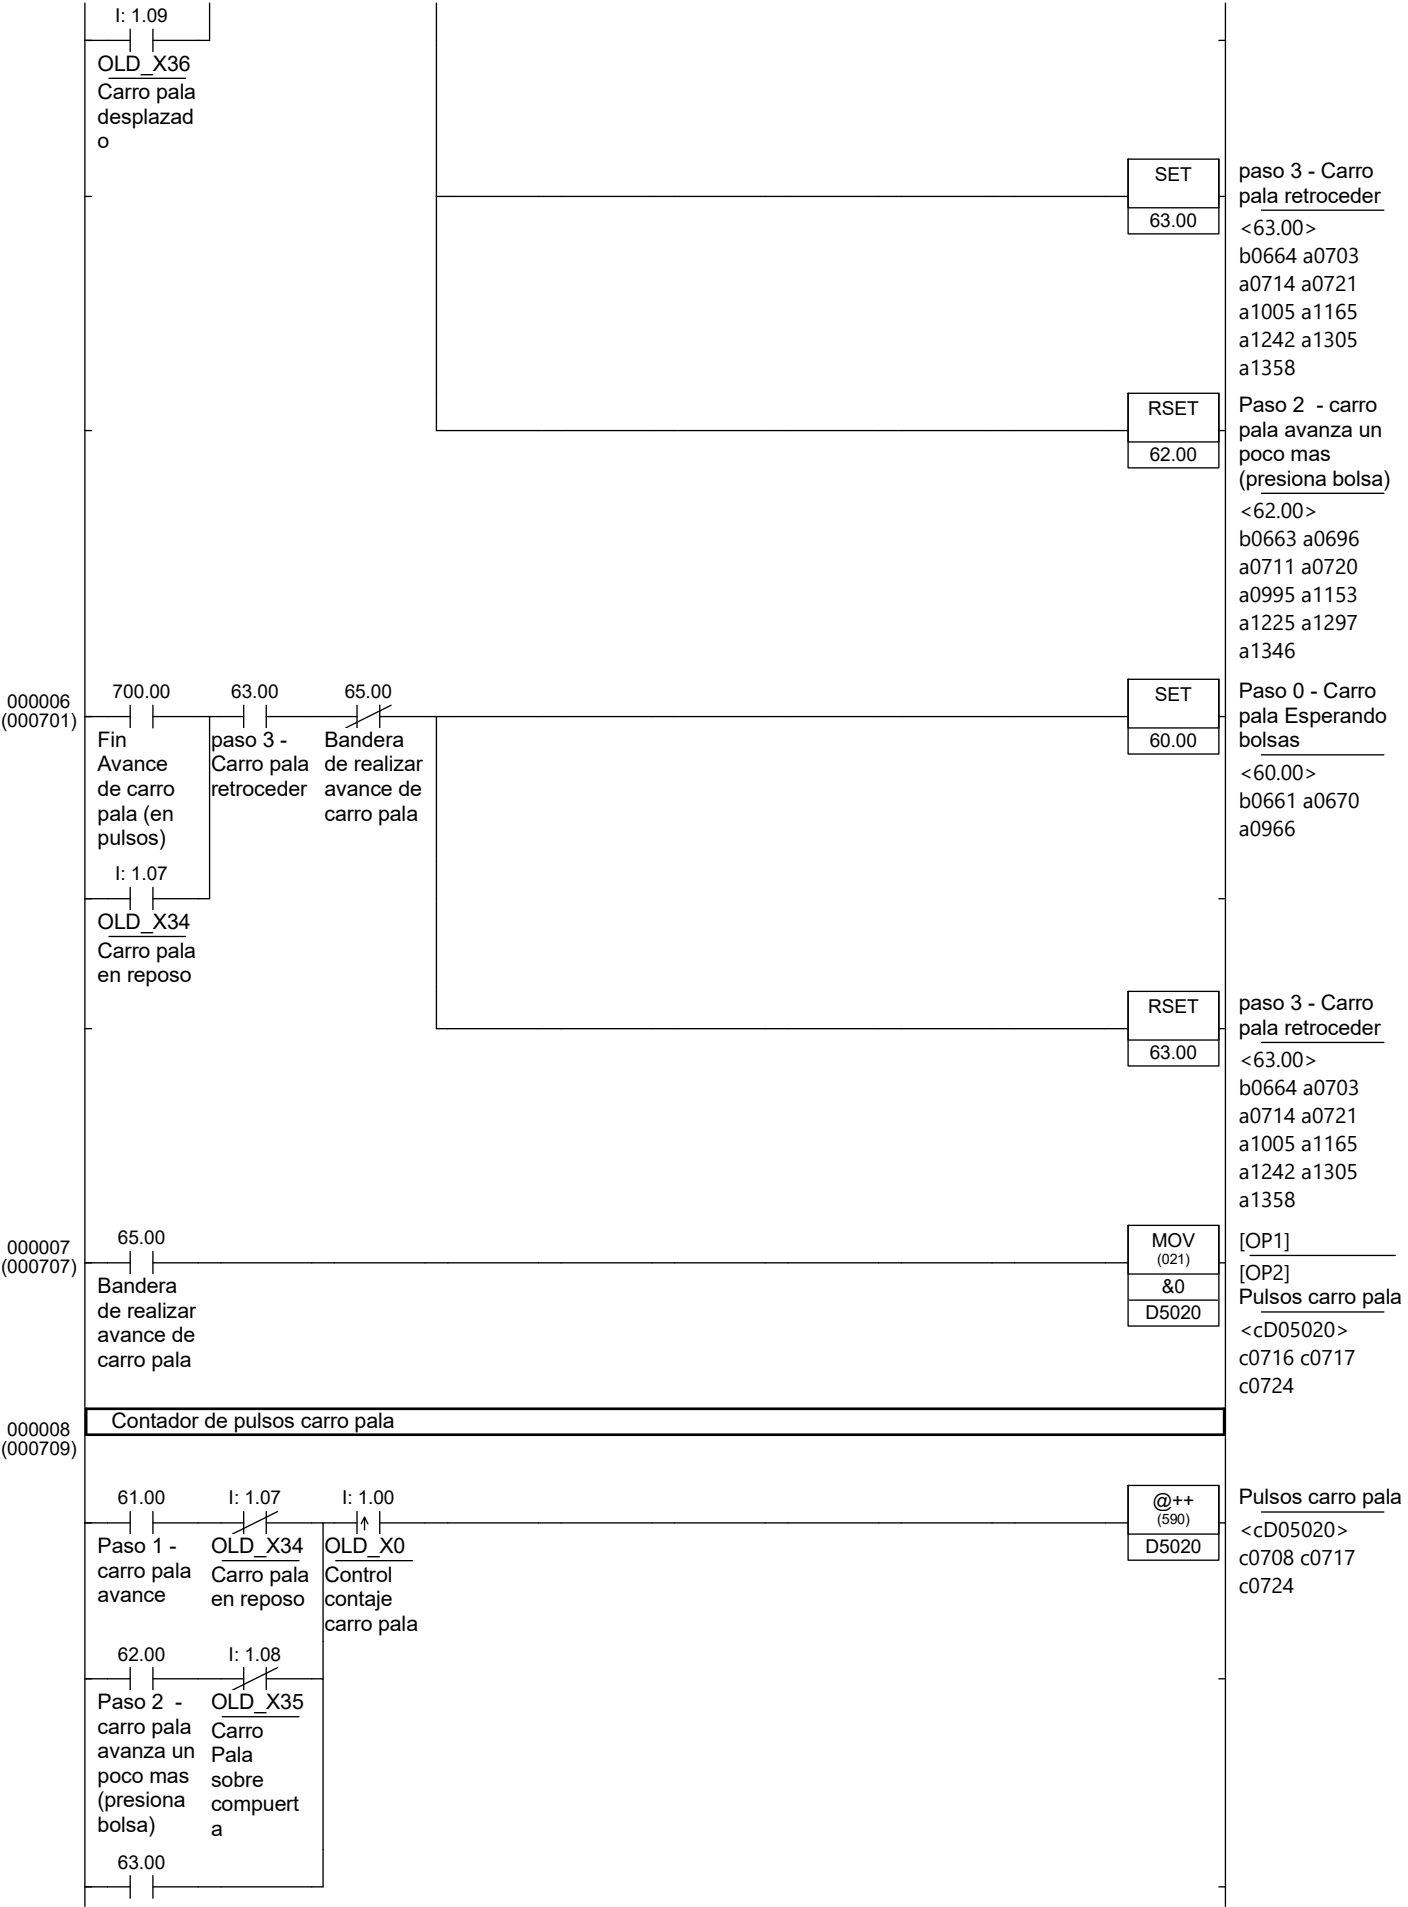 I: 1.09
OLD_X36
Carro pala
desplazad
o
SET
63.00
paso 3 - Carro
pala retroceder
<63.00>
b0664 a0703
a0714 a0721
a1005 a1165
a1242 a1305
a1358
RSET
62.00
Paso 2  - carro
pala avanza un
poco mas
(presiona bolsa)
<62.00>
b0663 a0696
a0711 a0720
a0995 a1153
a1225 a1297
a1346
000006
(000701)
700.00
Fin
Avance
de carro
pala (en
pulsos)
63.00
paso 3 -
Carro pala
retroceder
65.00
Bandera
de realizar
avance de
carro pala
SET
60.00
Paso 0 - Carro
pala Esperando
bolsas
<60.00>
b0661 a0670
a0966
I: 1.07
OLD_X34
Carro pala
en reposo
RSET
63.00
paso 3 - Carro
pala retroceder
<63.00>
b0664 a0703
a0714 a0721
a1005 a1165
a1242 a1305
a1358
000007
(000707)
65.00
Bandera
de realizar
avance de
carro pala
MOV
(021)
&0
D5020
[OP1]
[OP2]
Pulsos carro pala
<cD05020>
c0716 c0717
c0724
000008
(000709)
Contador de pulsos carro pala
61.00
Paso 1 -
carro pala
avance
I: 1.07
OLD_X34
Carro pala
en reposo
I: 1.00
OLD_X0
Control
contaje
carro pala
@++
(590)
D5020
Pulsos carro pala
<cD05020>
c0708 c0717
c0724
62.00
Paso 2  -
carro pala
avanza un
poco mas
(presiona
bolsa)
I: 1.08
OLD_X35
Carro
Pala
sobre
compuert
a
63.00